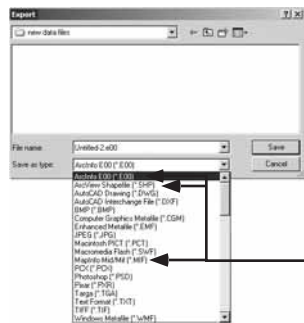 Export
new data files
File name:
Untitled-2.e00
Save
Save as type:
ArcInfo E00 (*.E00)
Cancel
ArcInfo E00 (*.E00)
ArcView Shapefile (*.SHP)
AutoCAD Drawing (*.DWG)
AutoCAD Interchange File (*.DXF)
BMP (*.BMP)
Computer Graphics Metafile (*.CGM)
Enhanced Metafile (*.EMF)
JPEG (*.JPG)
Macintosh PICT (*.PCT)
Macromedia Flash (*.SWF)
MapInfo Mid/Mif (*.MIF)
PCX (*.PCX)
Photoshop (*.PSD)
Pixar (*.PXR)
Targa (*.TGA)
Text Format (*.TXT)
TIFF (*.TIF)
Windows Metafile (*.WMF)